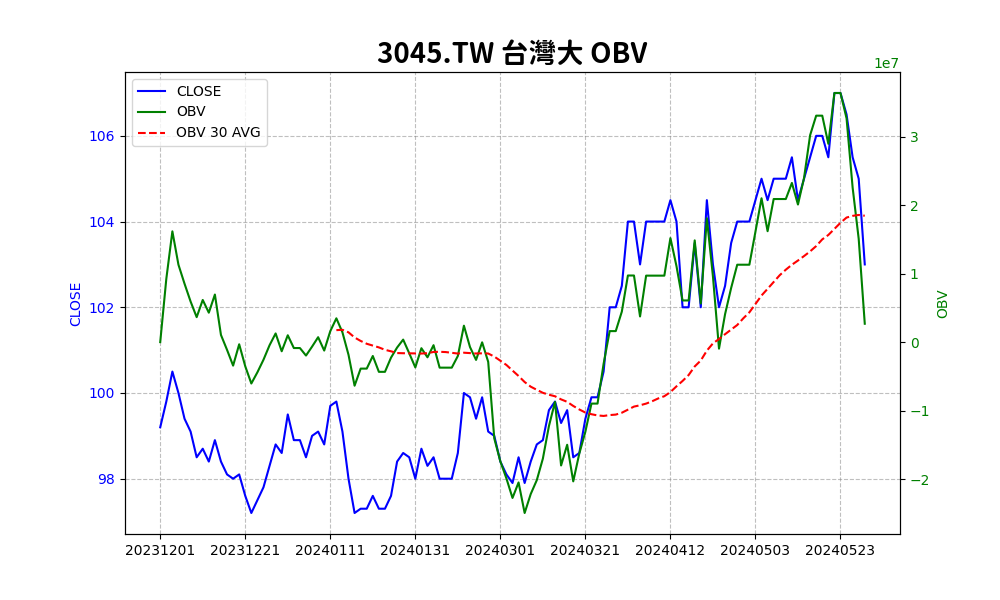 3045.TW 台灣大 OBV
1e7
CLOSE
OBV
OBV 30 AVG
106
104
102
100
98
CLOSE
3
2
1
0
−1
−2
OBV
20231201 20231221 20240111 20240131 20240301 20240321 20240412 20240503 20240523